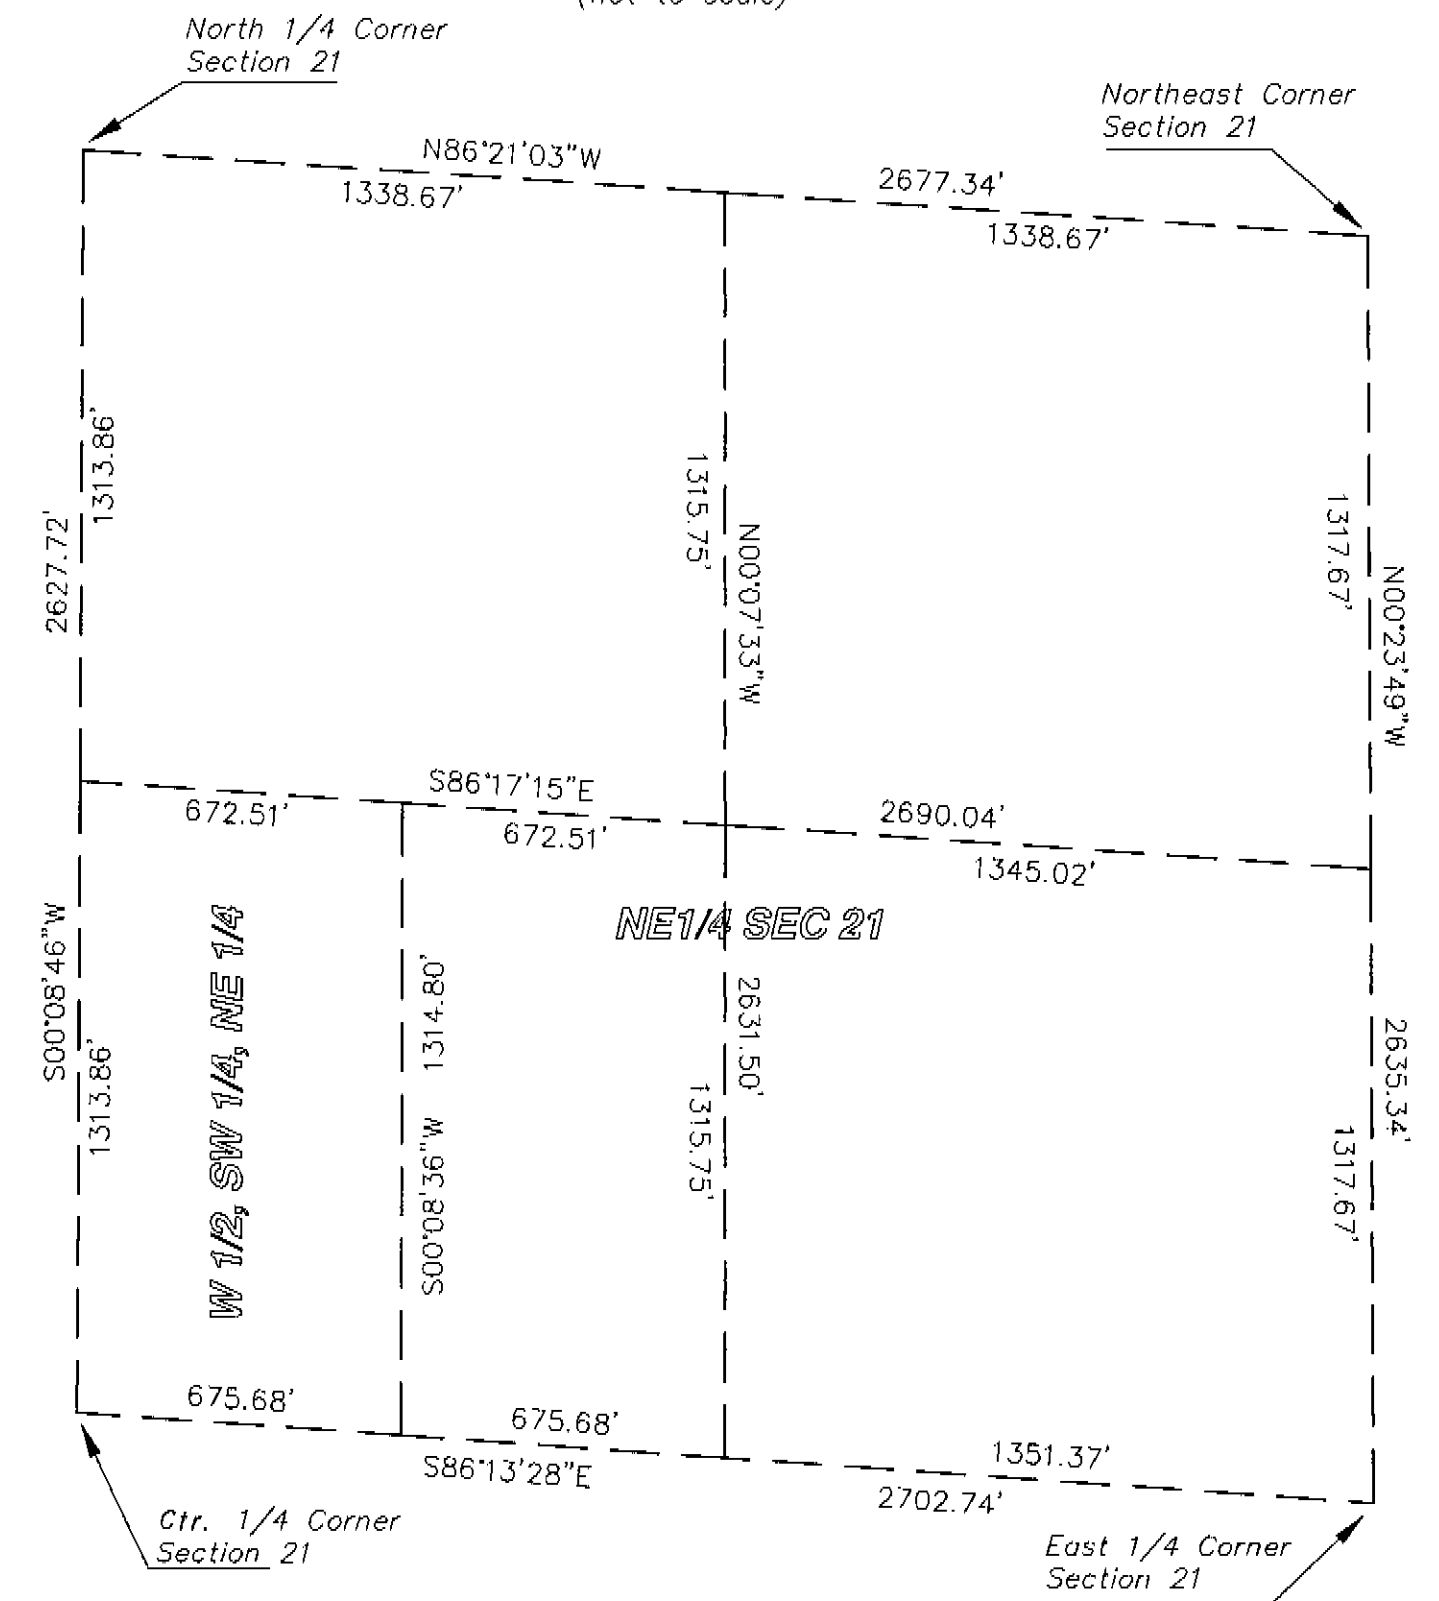 (not to scale)
North 1/4 Corner
Section 21
Northeast Corner
Section 21
N86°21'03"W
2677.34'
1338.67'
1338.67'
1313.86'
2627.72'
1315.75'
N00°07'33"W
1317.67'
N00°23'49"W
S86°17'15"E
672.51'
672.51'
2690.04'
1345.02'
NE1/4 SEC 21
S00°08'46"W
1313.86'
W 1/2, SW 1/4, NE 1/4
S00°08'36"W 1314.80'
2631.50'
1315.75'
2635.34'
1317.67'
675.68'
675.68'
S86°13'28"E
1351.37'
2702.74'
Ctr. 1/4 Corner
Section 21
East 1/4 Corner
Section 21